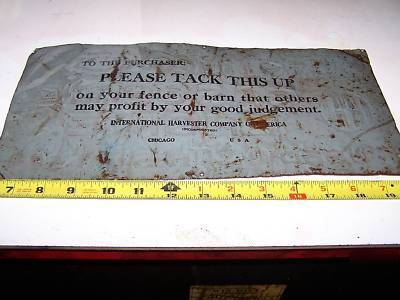 TO THE PURCHASER:
PLEASE TACK THIS UP
on your fence or barn that others
may profit by your good judgement.
INTERNATIONAL HARVESTER COMPANY OF AMERICA
(INCORPORATED)
CHICAGO U S A
7 8 9 10 11 12 13 14 15 16 17 18 19